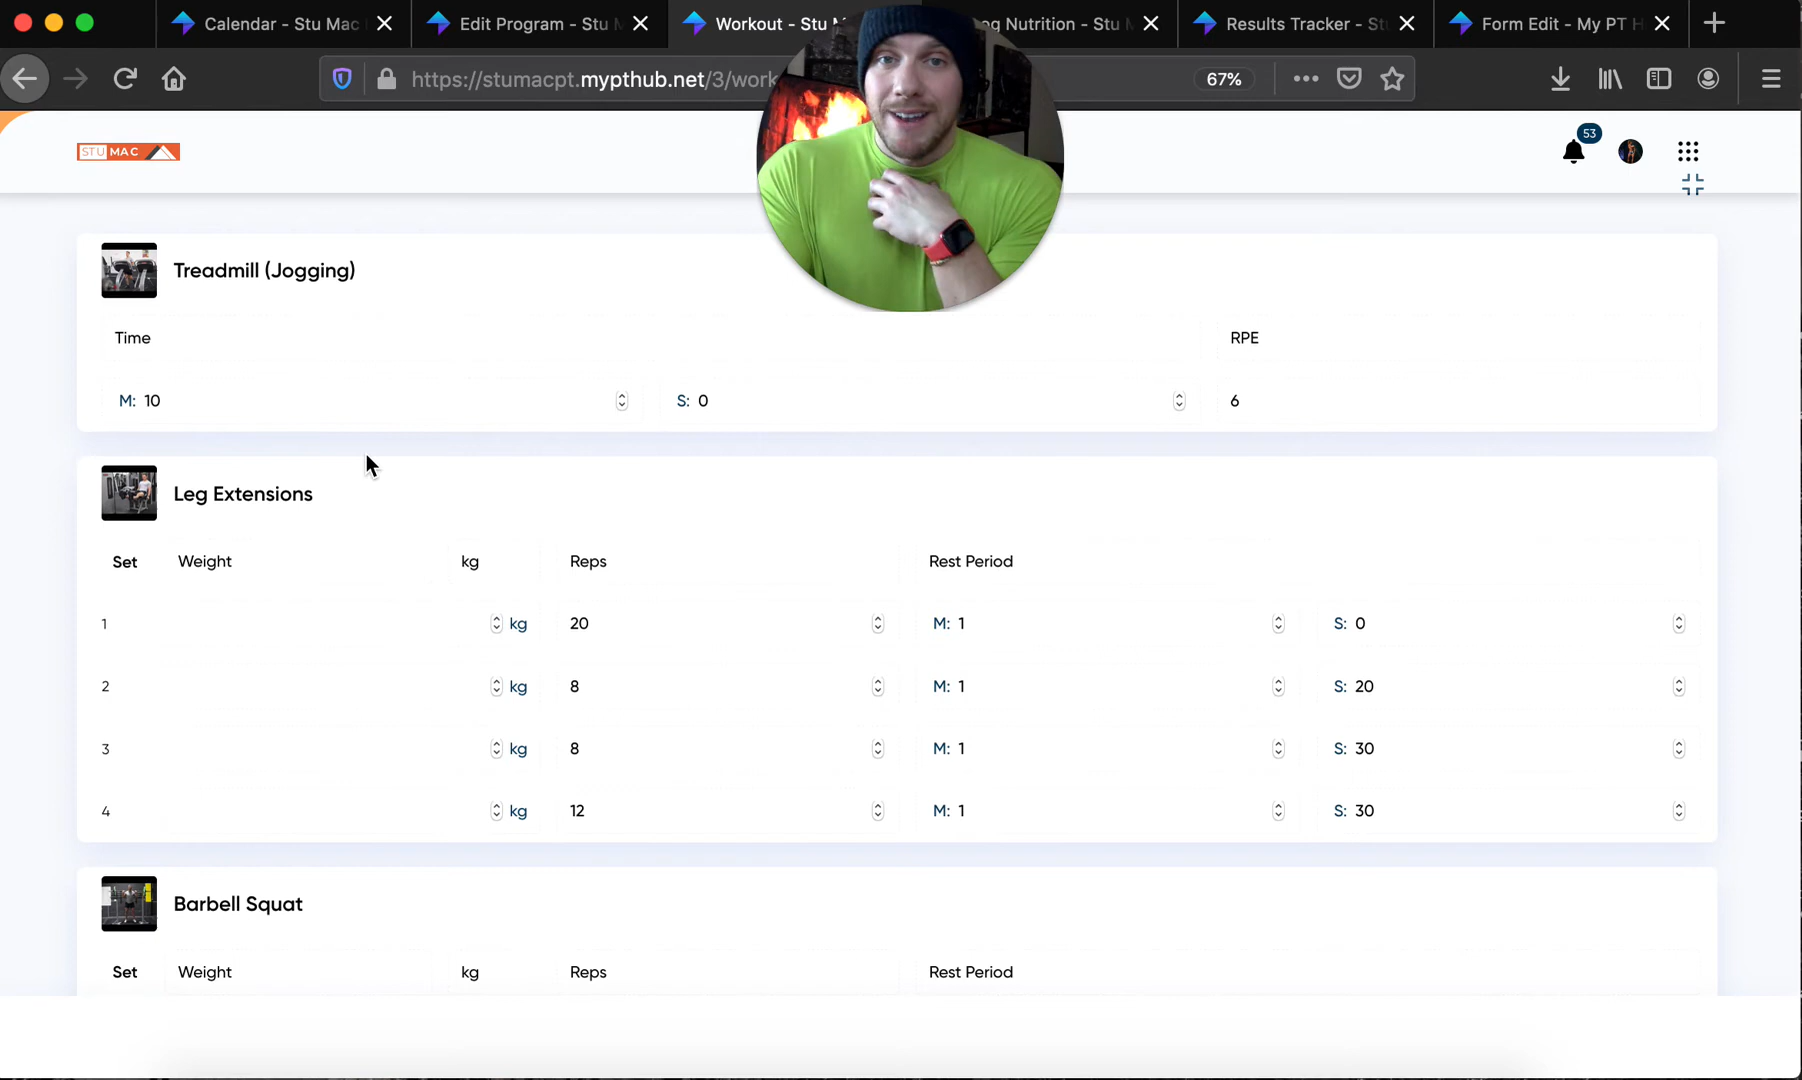 Calendar - Stu Mac
Edit Program - Stu M
Workout - Stu M
og Nutrition - Stu M
Results Tracker - St
Form Edit - My PT H
https://stumacpt.mypthub.net/3/work
67%
STU MAC
53
Treadmill (Jogging)
Time RPE
M: 10 S: 0 6
Leg Extensions
Set Weight kg Reps Rest Period
1 kg 20 M: 1 S: 0
2 kg 8 M: 1 S: 20
3 kg 8 M: 1 S: 30
4 kg 12 M: 1 S: 30
Barbell Squat
Set Weight kg Reps Rest Period